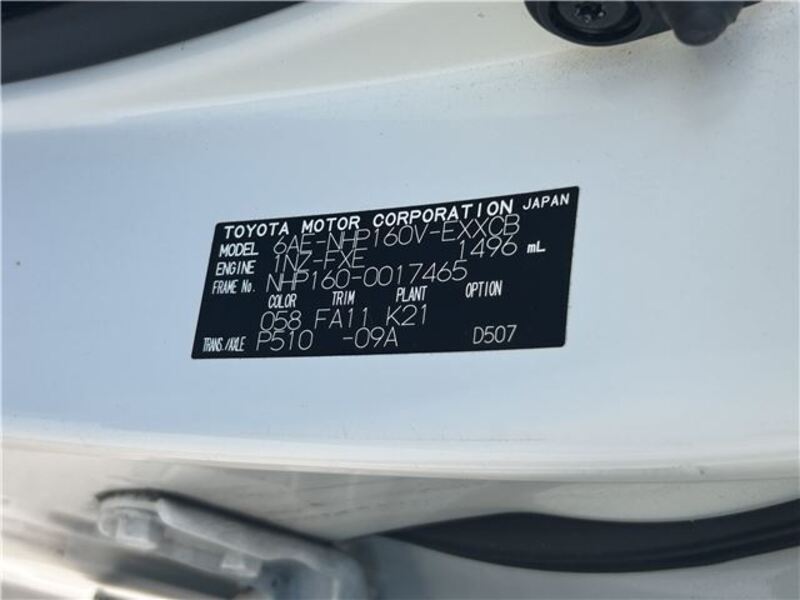 TOYOTA MOTOR CORPORATION JAPAN
MODEL 6AE-NHP160V-EXXCB
ENGINE 1NZ-FXE 1496 mL
FRAME No. NHP160-0017465
COLOR TRIM PLANT OPTION
058 FA11 K21
TRANS./AXLE P510 -09A D507